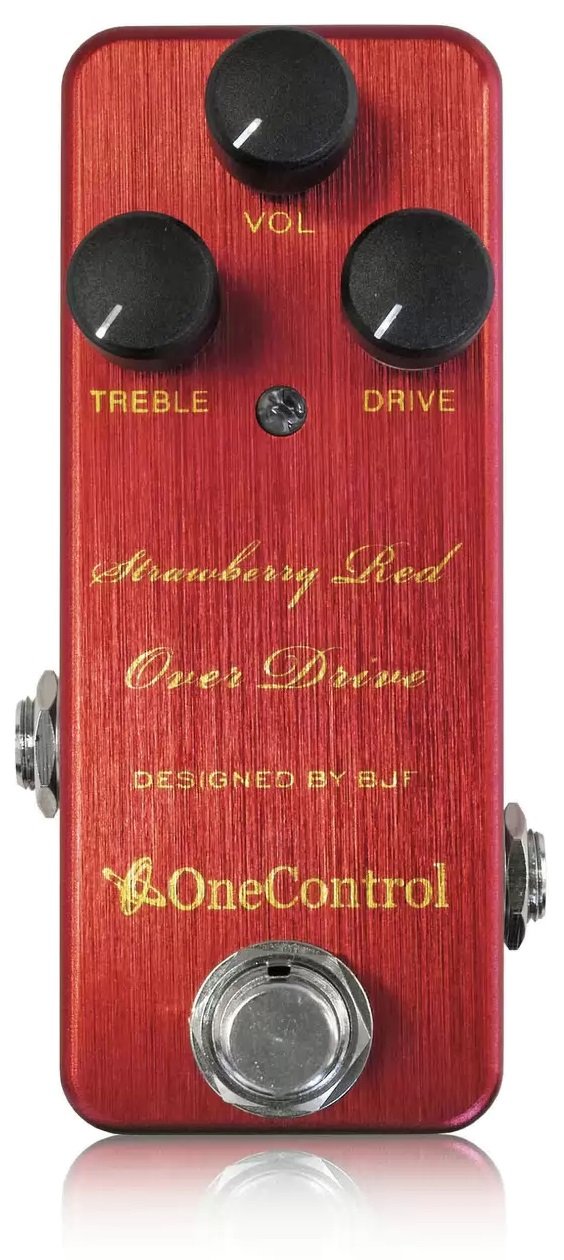 VOL
TREBLE
DRIVE
Strawberry Red
Over Drive
DESIGNED BY BJF
OneControl